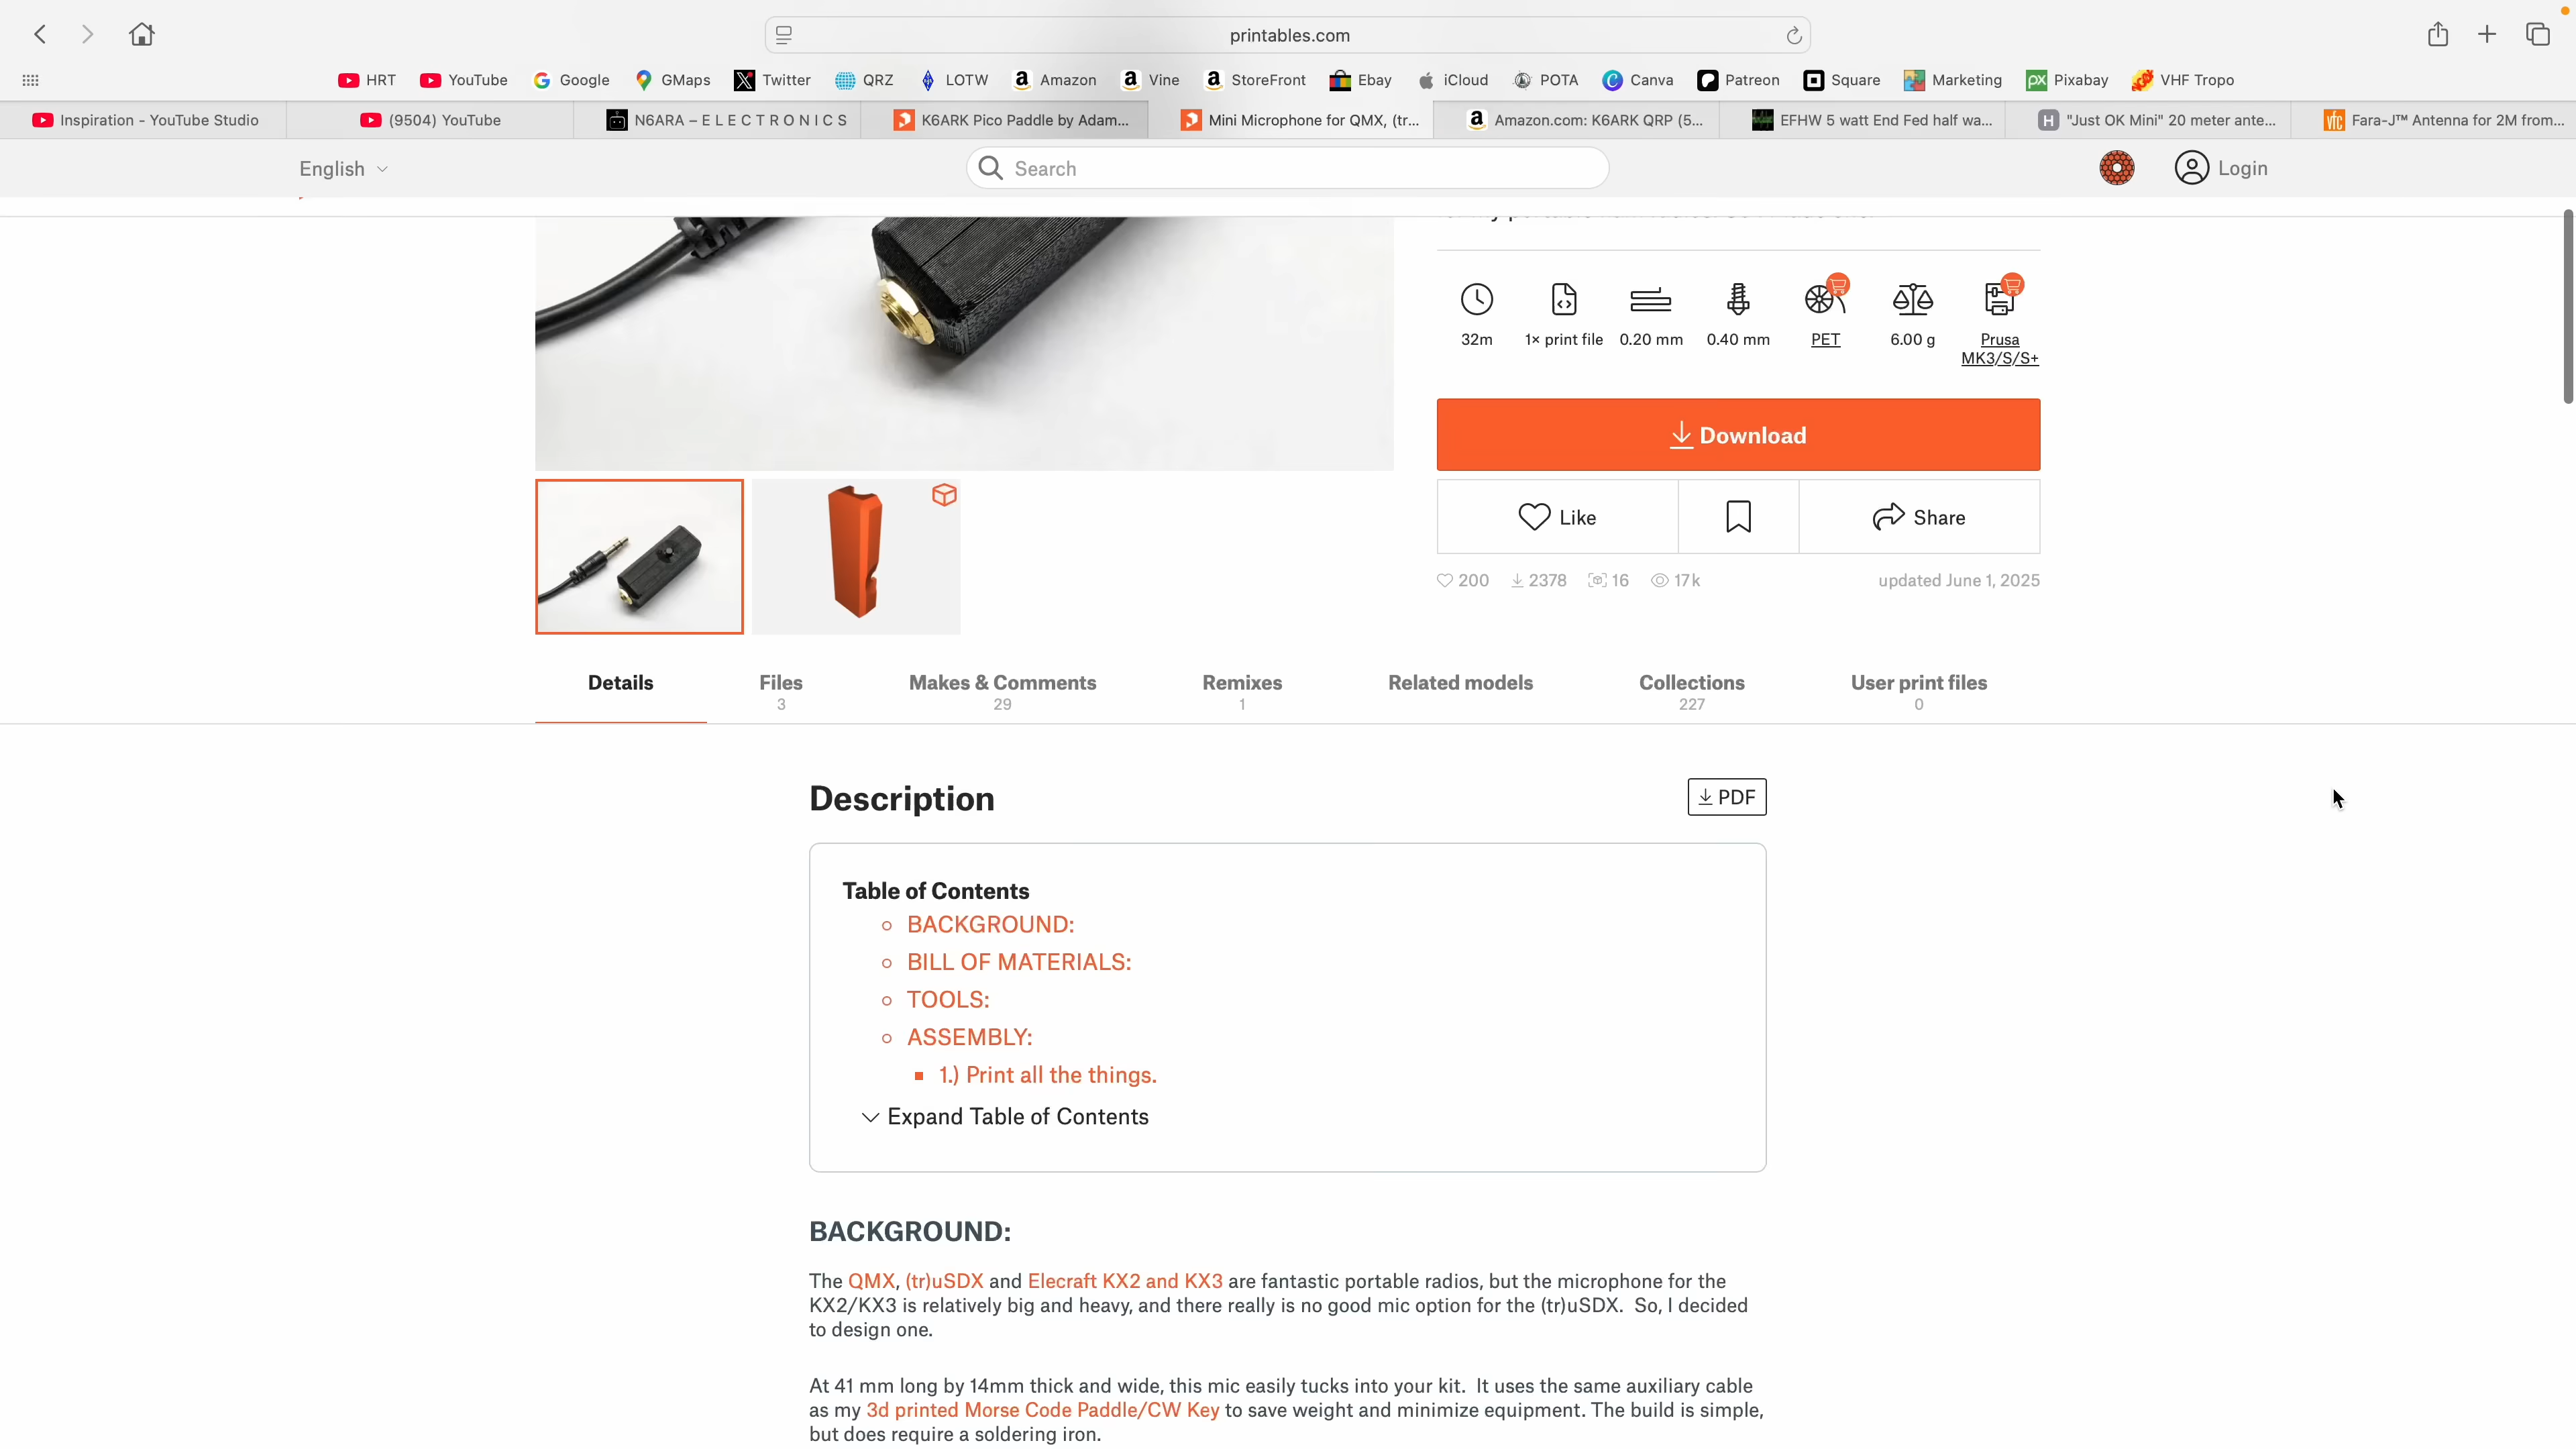 printables.com
HRT YouTube Google GMaps Twitter QRZ LOTW Amazon Vine StoreFront Ebay iCloud POTA Canva Patreon Square Marketing Pixabay VHF Tropo
Inspiration - YouTube Studio (9504) YouTube N6ARA – E L E C T R O N I C S K6ARK Pico Paddle by Adam... Mini Microphone for QMX, (tr... Amazon.com: K6ARK QRP (5... EFHW 5 watt End Fed half wa... "Just OK Mini" 20 meter ante... Fara-J™ Antenna for 2M from...
English Search Login
32m 1× print file 0.20 mm 0.40 mm PET 6.00 g Prusa
MK3/S/S+
Download
Like Share
200 2378 16 17k updated June 1, 2025
Details Files Makes & Comments Remixes Related models Collections User print files
3 29 1 227 0
Description PDF
Table of Contents
BACKGROUND:
BILL OF MATERIALS:
TOOLS:
ASSEMBLY:
1.) Print all the things.
Expand Table of Contents
BACKGROUND:
The QMX, (tr)uSDX and Elecraft KX2 and KX3 are fantastic portable radios, but the microphone for the
KX2/KX3 is relatively big and heavy, and there really is no good mic option for the (tr)uSDX. So, I decided
to design one.
At 41 mm long by 14mm thick and wide, this mic easily tucks into your kit. It uses the same auxiliary cable
as my 3d printed Morse Code Paddle/CW Key to save weight and minimize equipment. The build is simple,
but does require a soldering iron.